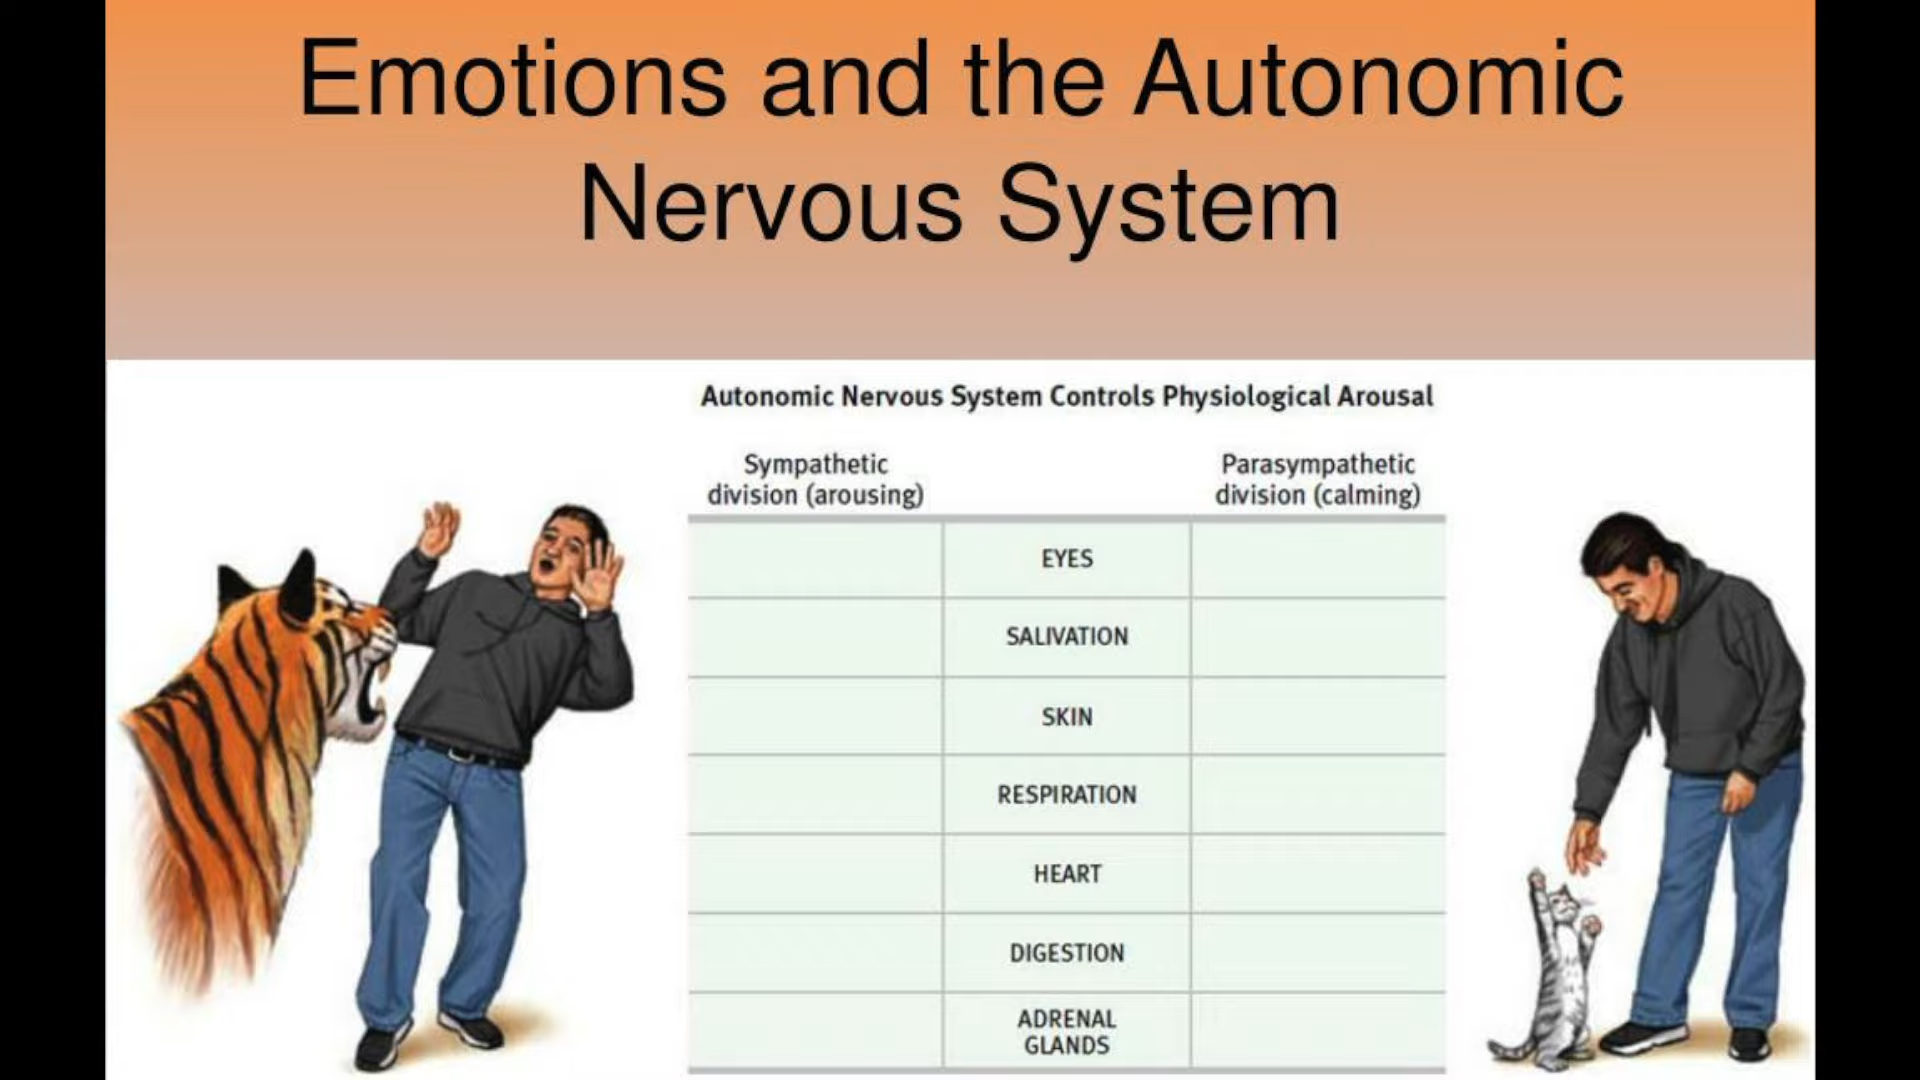 Emotions and the Autonomic
Nervous System
Autonomic Nervous System Controls Physiological Arousal
Sympathetic
division (arousing)
Parasympathetic
division (calming)
EYES
SALIVATION
SKIN
RESPIRATION
HEART
DIGESTION
ADRENAL
GLANDS